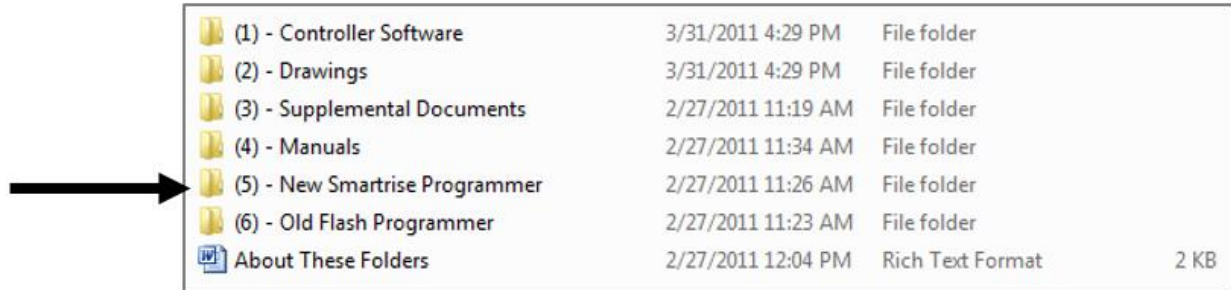 (1) - Controller Software 3/31/2011 4:29 PM File folder
(2) - Drawings 3/31/2011 4:29 PM File folder
(3) - Supplemental Documents 2/27/2011 11:19 AM File folder
(4) - Manuals 2/27/2011 11:34 AM File folder
(5) - New Smartrise Programmer 2/27/2011 11:26 AM File folder
(6) - Old Flash Programmer 2/27/2011 11:23 AM File folder
About These Folders 2/27/2011 12:04 PM Rich Text Format 2 KB